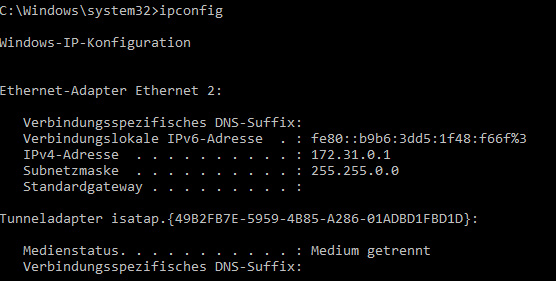 C:\Windows\system32>ipconfig
Windows-IP-Konfiguration
Ethernet-Adapter Ethernet 2:
Verbindungsspezifisches DNS-Suffix:
Verbindungslokale IPv6-Adresse  . : fe80::b9b6:3dd5:1f48:f66f%3
IPv4-Adresse  . . . . . . . . . . : 172.31.0.1
Subnetzmaske  . . . . . . . . . . : 255.255.0.0
Standardgateway . . . . . . . . . :
Tunneladapter isatap.{49B2FB7E-5959-4B85-A286-01ADBD1FBD1D}:
Medienstatus. . . . . . . . . . . : Medium getrennt
Verbindungsspezifisches DNS-Suffix: